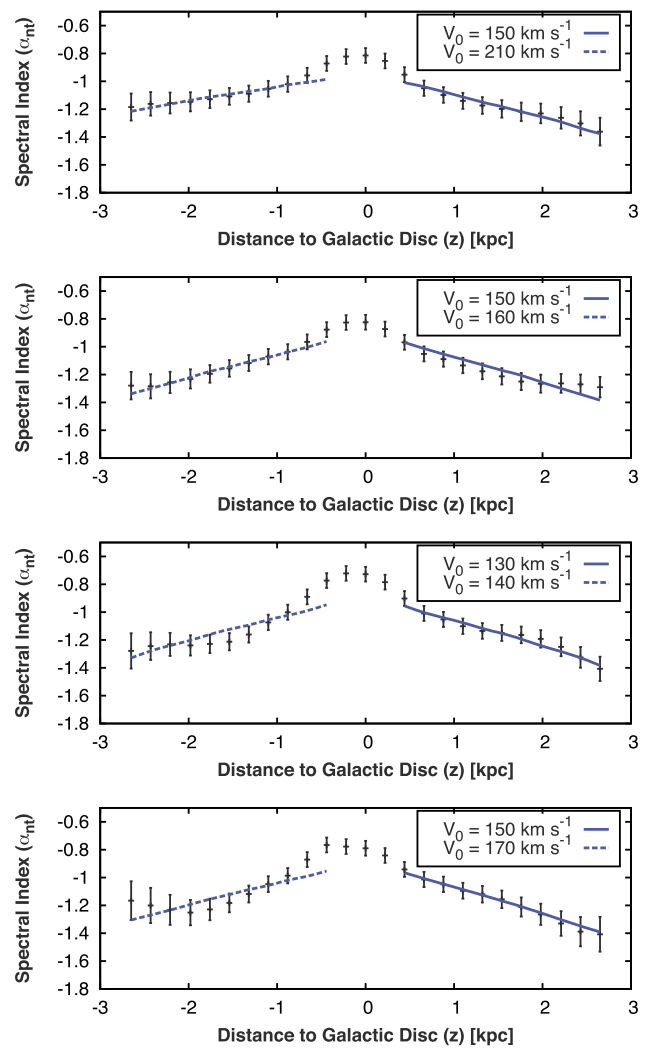 V0 = 150 km s-1
V0 = 210 km s-1
-0.6
-0.8
-1
-1.2
-1.4
-1.6
-1.8
Spectral Index (αnt)
-3 -2 -1 0 1 2 3
Distance to Galactic Disc (z) [kpc]
V0 = 150 km s-1
V0 = 160 km s-1
-0.6
-0.8
-1
-1.2
-1.4
-1.6
-1.8
Spectral Index (αnt)
-3 -2 -1 0 1 2 3
Distance to Galactic Disc (z) [kpc]
V0 = 130 km s-1
V0 = 140 km s-1
-0.6
-0.8
-1
-1.2
-1.4
-1.6
-1.8
Spectral Index (αnt)
-3 -2 -1 0 1 2 3
Distance to Galactic Disc (z) [kpc]
V0 = 150 km s-1
V0 = 170 km s-1
-0.6
-0.8
-1
-1.2
-1.4
-1.6
-1.8
Spectral Index (αnt)
-3 -2 -1 0 1 2 3
Distance to Galactic Disc (z) [kpc]